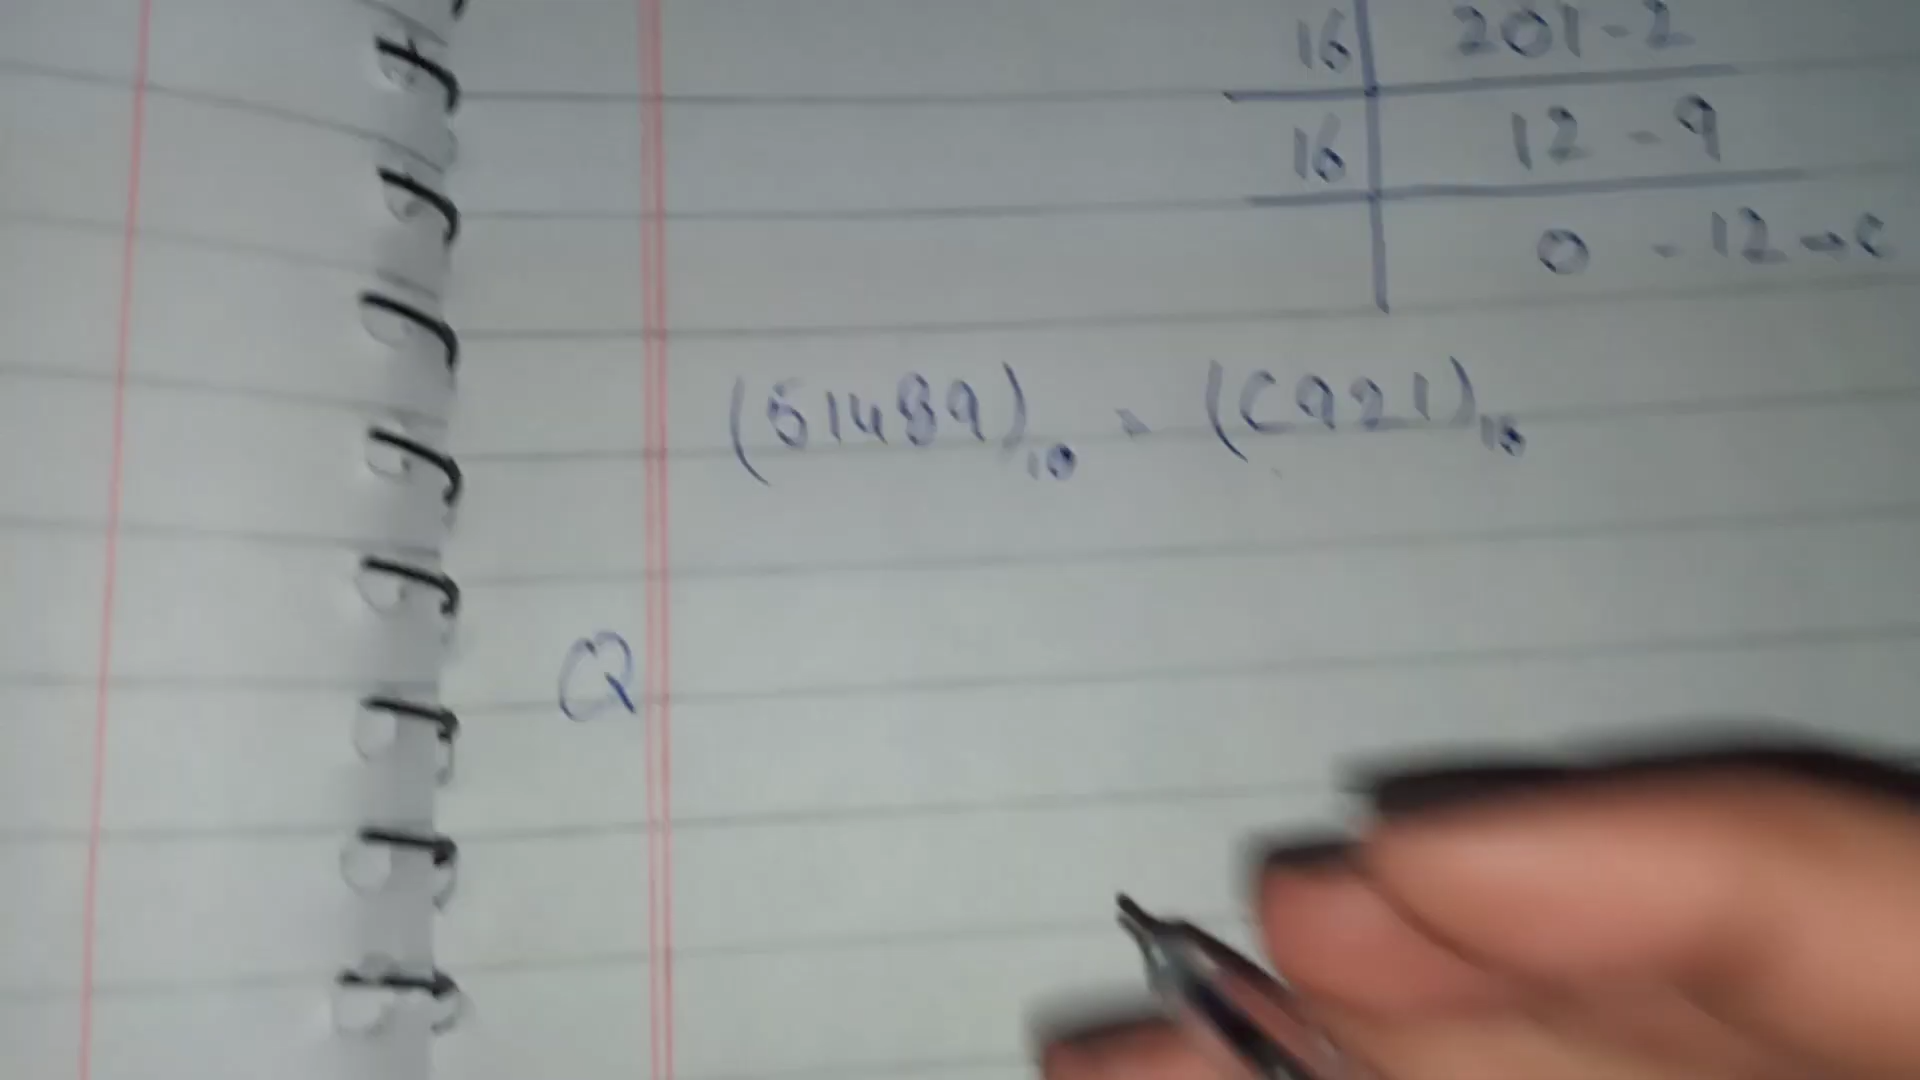 16 | 201 - 2
16 | 12 - 9
0 - 12 → C
(51489)10 = (C921)16
Q